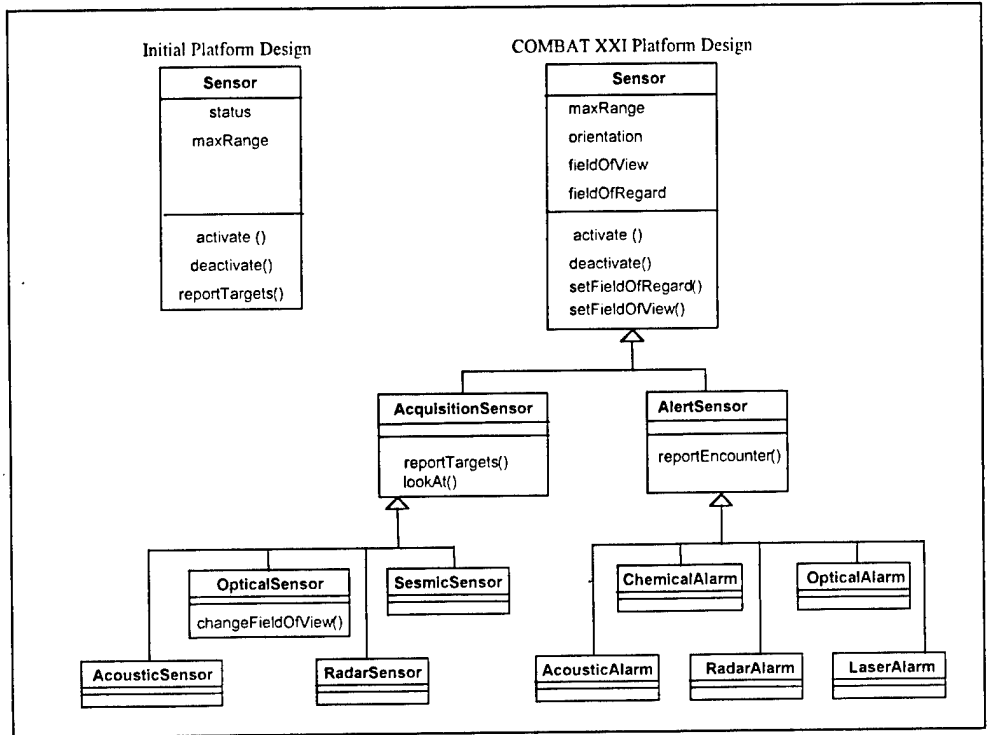 Initial Platform Design
Sensor
status
maxRange
activate ()
deactivate()
reportTargets()
COMBAT XXI Platform Design
Sensor
maxRange
orientation
fieldOfView
fieldOfRegard
activate ()
deactivate()
setFieldOfRegard()
setFieldOfView()
AcquisitionSensor
reportTargets()
lookAt()
AlertSensor
reportEncounter()
OpticalSensor
changeFieldOfView()
SesmicSensor
AcousticSensor
RadarSensor
ChemicalAlarm
OpticalAlarm
AcousticAlarm
RadarAlarm
LaserAlarm